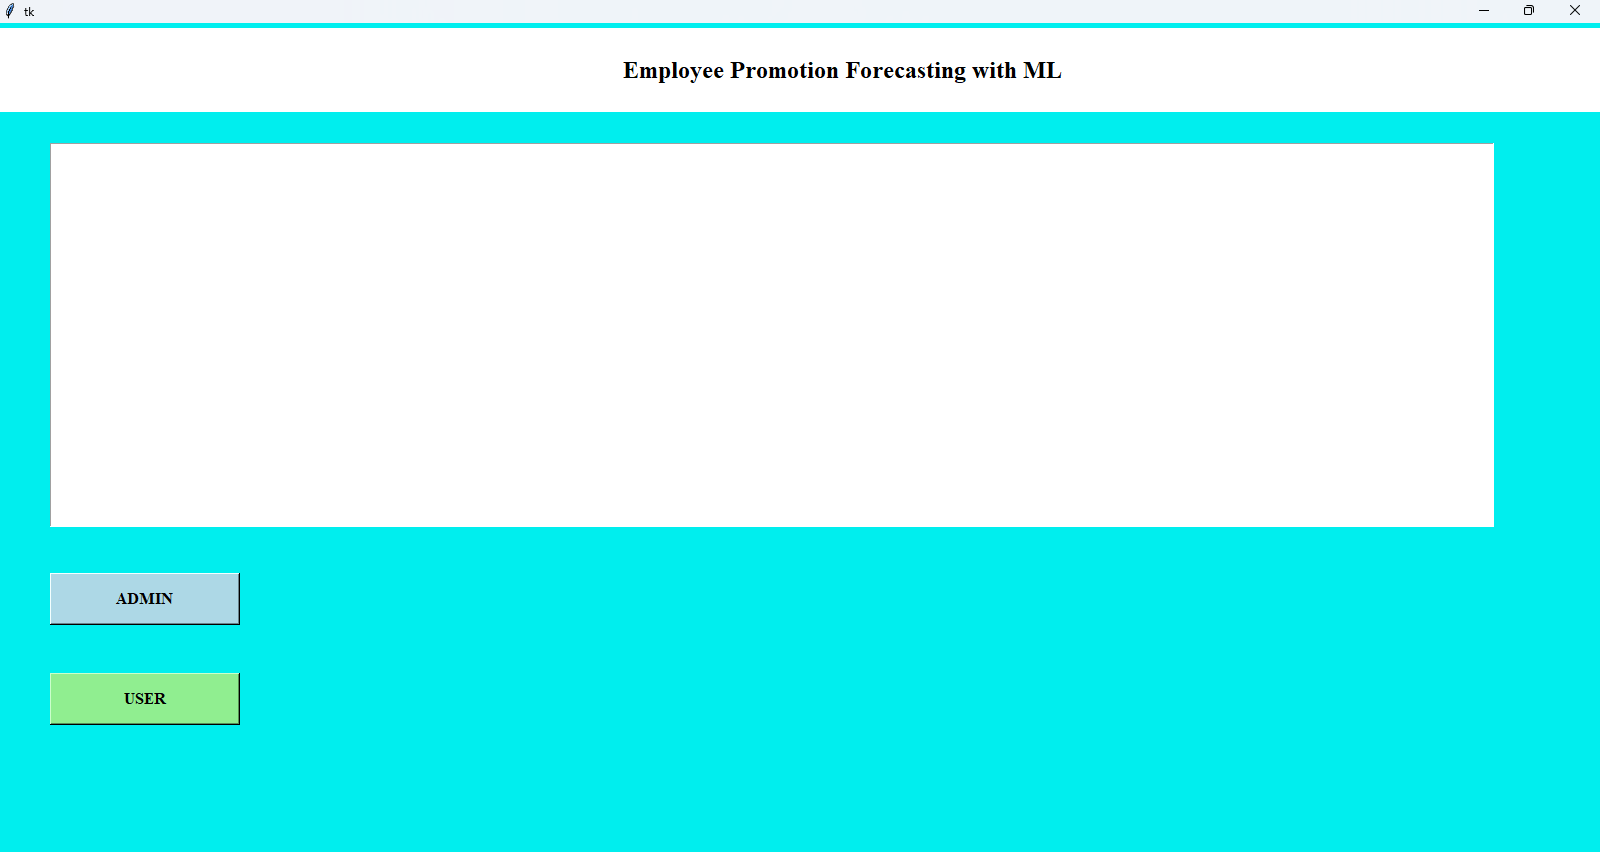 tk
Employee Promotion Forecasting with ML
ADMIN
USER